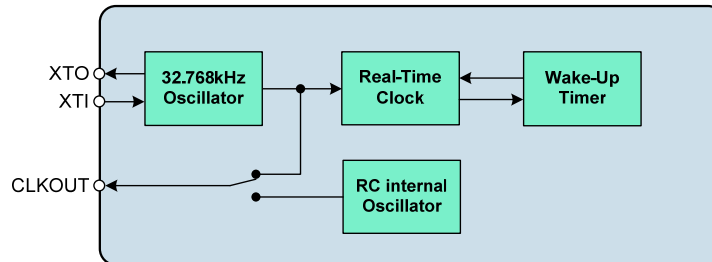 XTO
XTI
32.768kHz
Oscillator
Real-Time
Clock
Wake-Up
Timer
CLKOUT
RC internal
Oscillator